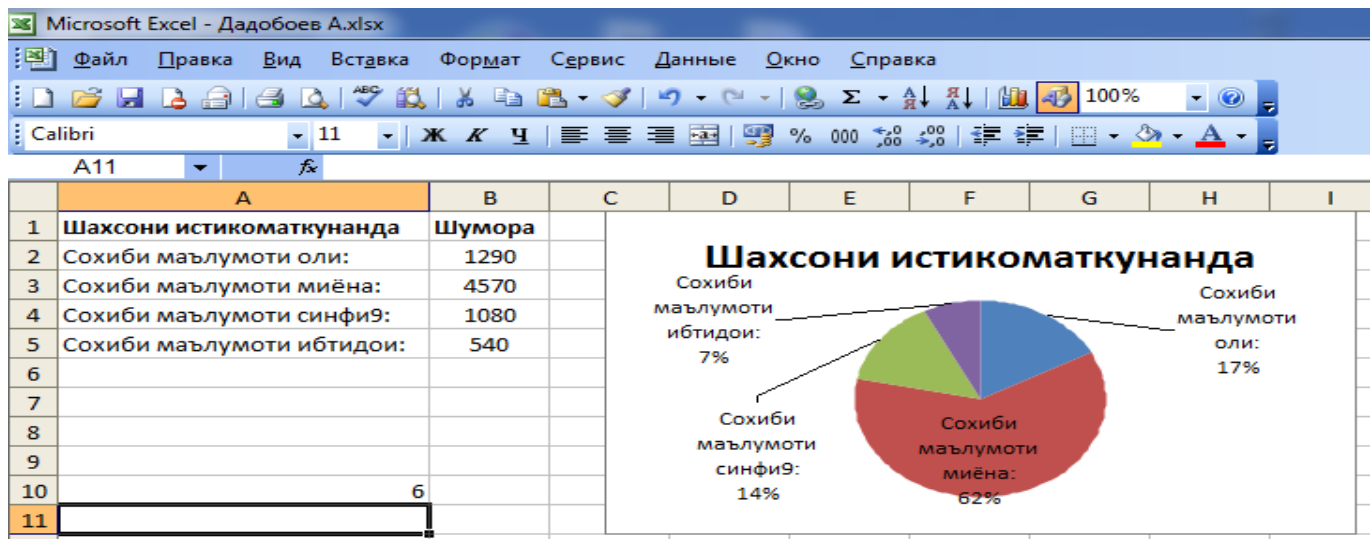 Microsoft Excel - Дадобоев А.xlsx
Файл Правка Вид Вставка Формат Сервис Данные Окно Справка
100%
Calibri 11 Ж К Ч % 000
A11 fx
A B C D E F G H I
1 Шахсони истикоматкунанда Шумора
2 Сохиби маълумоти оли: 1290
3 Сохиби маълумоти миёна: 4570
4 Сохиби маълумоти синфи9: 1080
5 Сохиби маълумоти ибтидои: 540
6
7
8
9
10 6
11
Шахсони истикоматкунанда
Сохиби
маълумоти
ибтидои:
7%
Сохиби
маълумоти
оли:
17%
Сохиби
маълумоти
синфи9:
14%
Сохиби
маълумоти
миёна:
62%